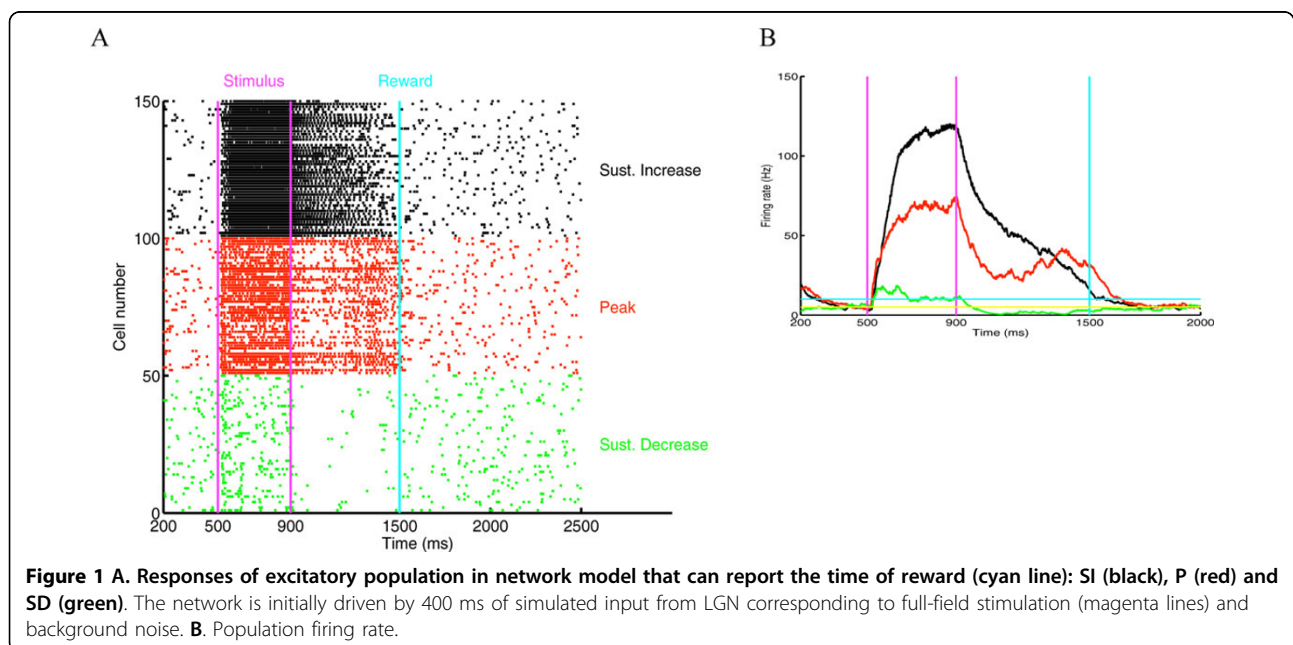 A
B
Stimulus
Reward
150
100
50
0
Cell number
Sust. Increase
Peak
Sust. Decrease
200 500 900 1500 2000 2500
Time (ms)
150
100
50
0
Firing rate (Hz)
200 500 900 1500 2000
Time (ms)
Figure 1 A. Responses of excitatory population in network model that can report the time of reward (cyan line): SI (black), P (red) and
SD (green). The network is initially driven by 400 ms of simulated input from LGN corresponding to full-field stimulation (magenta lines) and
background noise. B. Population firing rate.